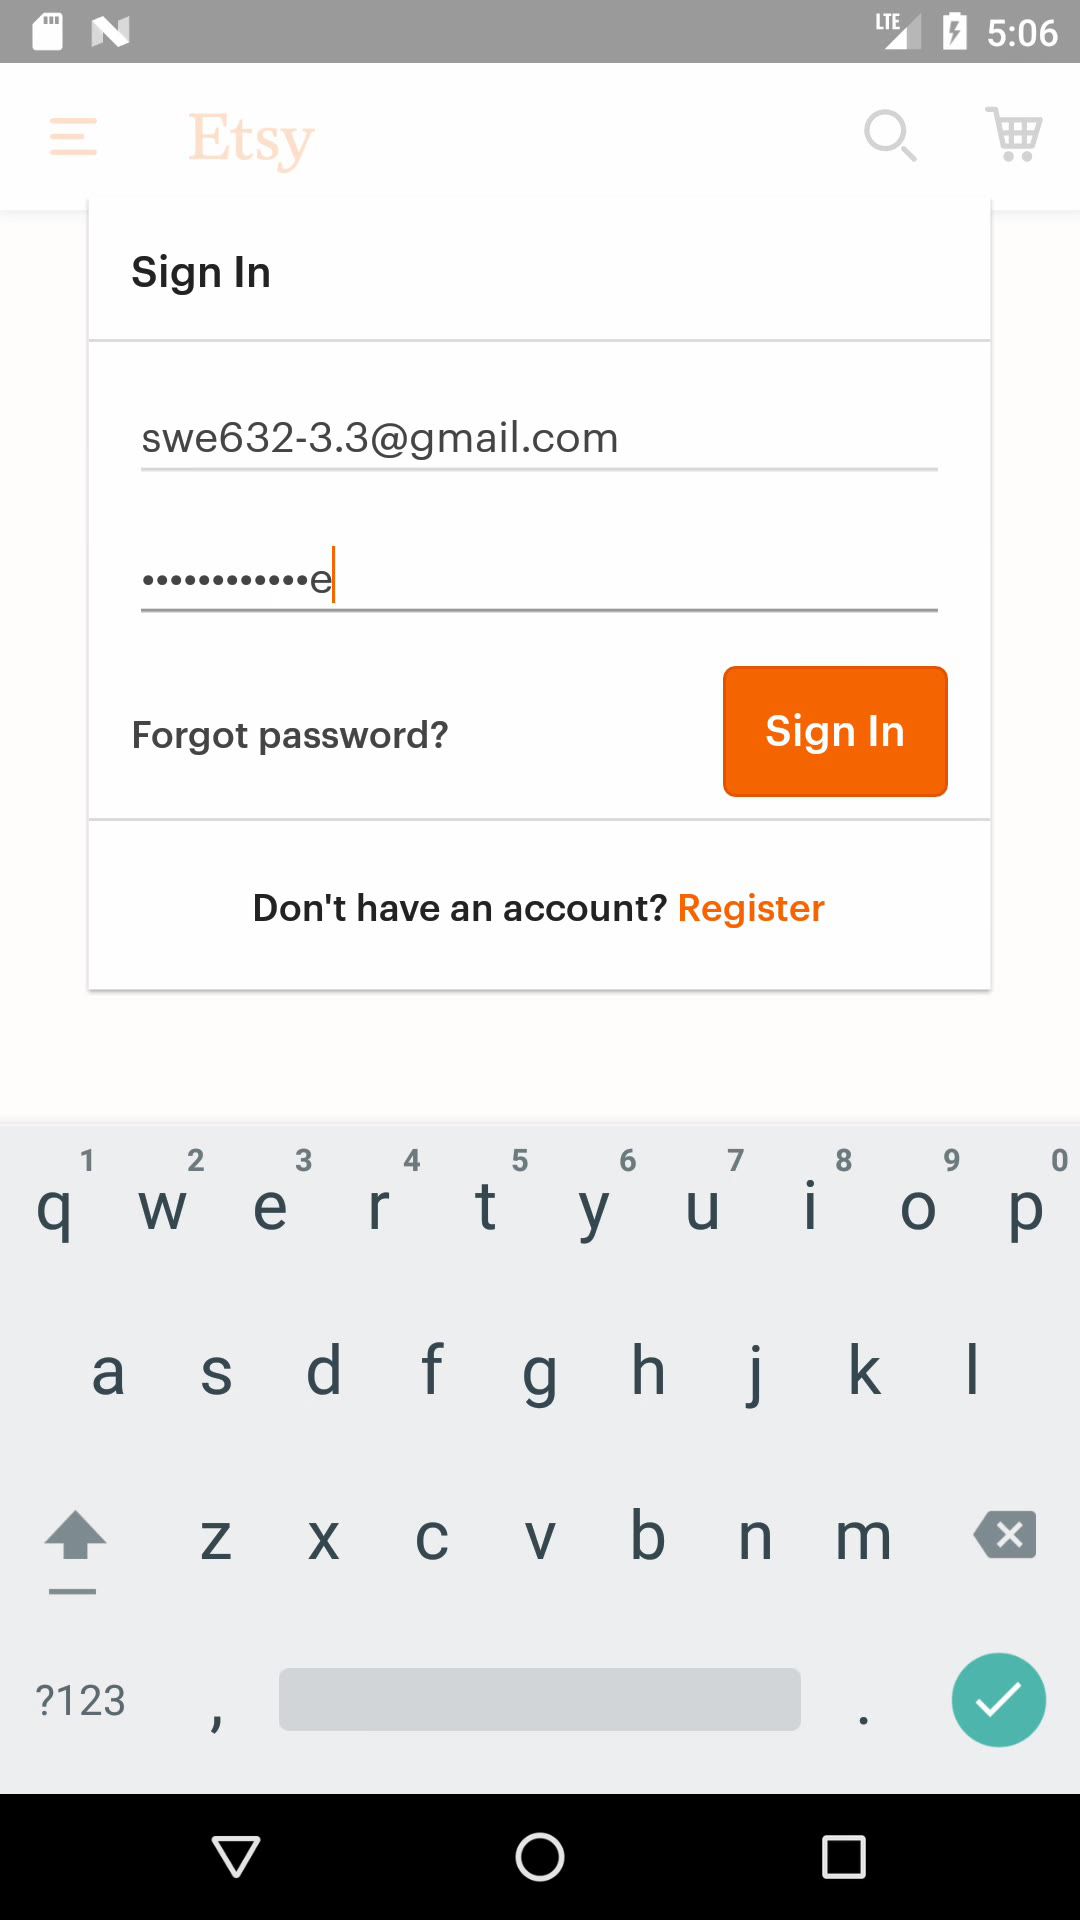 LTE 5:06
Etsy
Sign In
swe632-3.3@gmail.com
••••••••••••e
Forgot password?
Sign In
Don't have an account? Register
1 2 3 4 5 6 7 8 9 0
q w e r t y u i o p
a s d f g h j k l
z x c v b n m
?123 , .